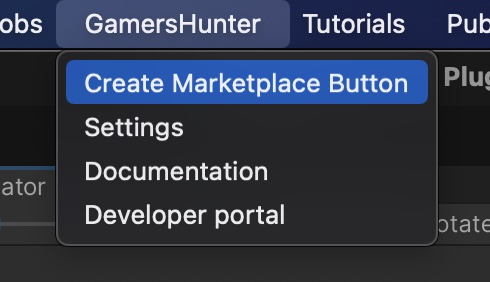 obs GamersHunter Tutorials Pub
Create Marketplace Button
Plug
Settings
Documentation
ator
Developer portal
otate